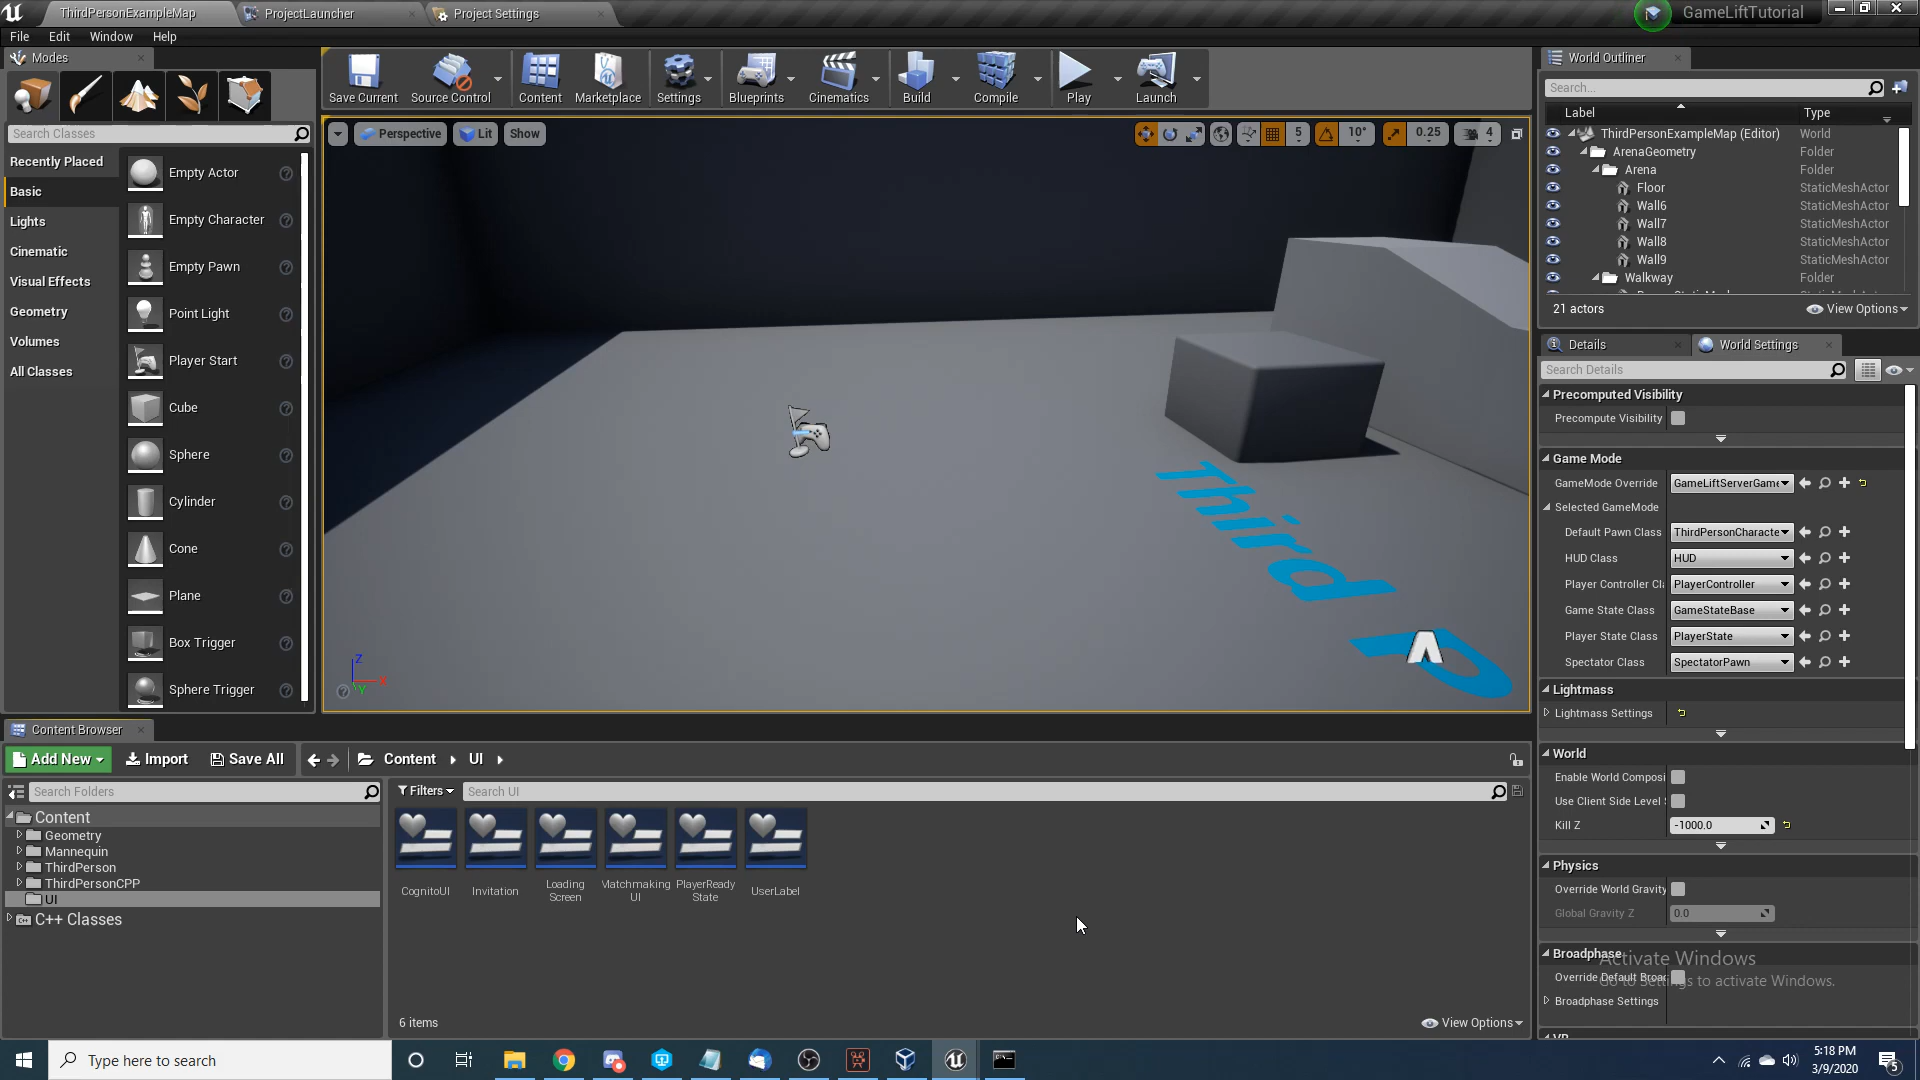 ThirdPersonExampleMap
ProjectLauncher
Project Settings
GameLiftTutorial
File Edit Window Help
Modes
Search Classes
Recently Placed
Basic
Lights
Cinematic
Visual Effects
Geometry
Volumes
All Classes
Empty Actor
Empty Character
Empty Pawn
Point Light
Player Start
Cube
Sphere
Cylinder
Cone
Plane
Box Trigger
Sphere Trigger
Save Current
Source Control
Content
Marketplace
Settings
Blueprints
Cinematics
Build
Compile
Play
Launch
Perspective
Lit
Show
5
10°
0.25
4
Third P
Z
X
Y
World Outliner
Search...
Label Type
ThirdPersonExampleMap (Editor) World
ArenaGeometry Folder
Arena Folder
Floor StaticMeshActor
Wall6 StaticMeshActor
Wall7 StaticMeshActor
Wall8 StaticMeshActor
Wall9 StaticMeshActor
Walkway Folder
21 actors
View Options
Details
World Settings
Search Details
Precomputed Visibility
Precompute Visibility
Game Mode
GameMode Override GameLiftServerGame
Selected GameMode
Default Pawn Class ThirdPersonCharacte
HUD Class HUD
Player Controller Cl PlayerController
Game State Class GameStateBase
Player State Class PlayerState
Spectator Class SpectatorPawn
Lightmass
Lightmass Settings
World
Enable World Composi
Use Client Side Level
Kill Z -1000.0
Physics
Override World Gravity
Global Gravity Z 0.0
Broadphase
Override Default Broa
Broadphase Settings
Activate Windows
Go to Settings to activate Windows.
Content Browser
Add New
Import
Save All
Content
UI
Search Folders
Filters
Search UI
Content
Geometry
Mannequin
ThirdPerson
ThirdPersonCPP
UI
C++ Classes
CognitoUI
Invitation
Loading Screen
Matchmaking UI
PlayerReady State
UserLabel
6 items
View Options
Type here to search
5:18 PM
3/9/2020
5